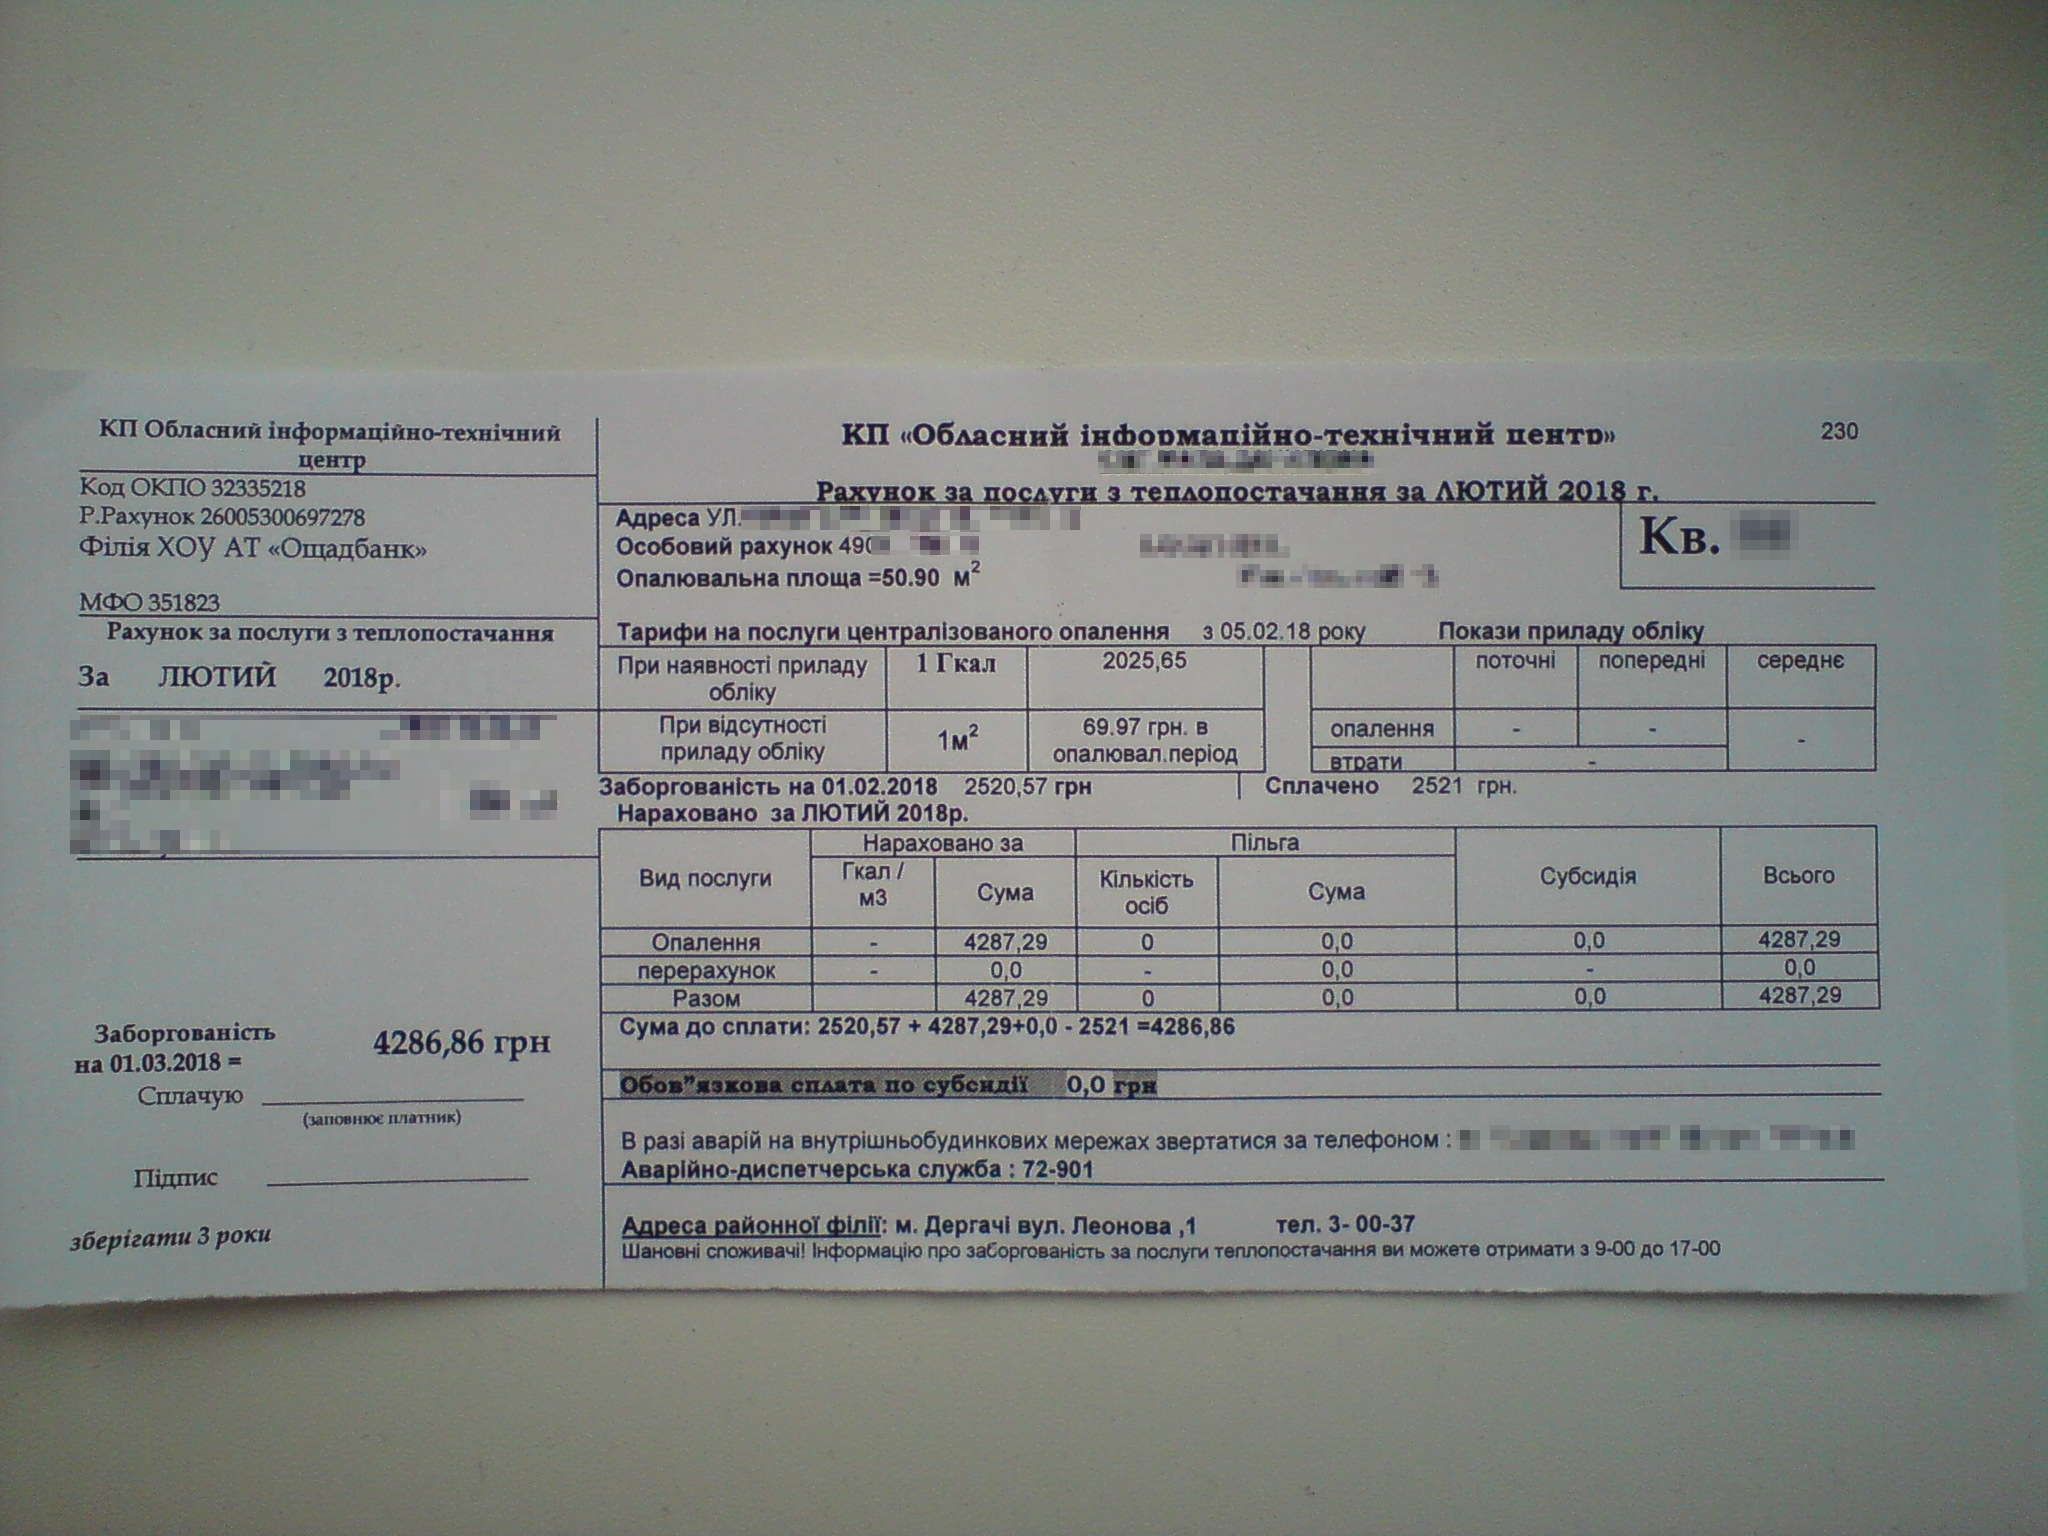 КП Обласний інформаційно-технічний
центр
Код ОКПО 32335218
Р.Рахунок 26005300697278
Філія ХОУ АТ «Ощадбанк»
МФО 351823
Рахунок за послуги з теплопостачання
За ЛЮТИЙ 2018р.
Заборгованість
на 01.03.2018 = 4286,86 грн
Сплачую
(заповнює платник)
Підпис
зберігати 3 роки
КП «Обласний інформаційно-технічний центр» 230
Рахунок за послуги з теплопостачання за ЛЮТИЙ 2018 г.
Адреса УЛ.
Особовий рахунок 490
Опалювальна площа =50.90 м²
Кв.
Тарифи на послуги централізованого опалення з 05.02.18 року Покази приладу обліку
При наявності приладу обліку 1 Гкал 2025,65
При відсутності приладу обліку 1м² 69.97 грн. в опалювал.період
поточні попередні середнє
опалення - - -
втрати -
Заборгованість на 01.02.2018 2520,57 грн Сплачено 2521 грн.
Нараховано за ЛЮТИЙ 2018р.
Вид послуги Нараховано за Пільга Субсидія Всього
Гкал / м3 Сума Кількість осіб Сума
Опалення - 4287,29 0 0,0 0,0 4287,29
перерахунок - 0,0 - 0,0 - 0,0
Разом 4287,29 0 0,0 0,0 4287,29
Сума до сплати: 2520,57 + 4287,29+0,0 - 2521 =4286,86
Обов"язкова сплата по субсидії 0,0 грн
В разі аварій на внутрішньобудинкових мережах звертатися за телефоном :
Аварійно-диспетчерська служба : 72-901
Адреса районної філії: м. Дергачі вул. Леонова ,1 тел. 3- 00-37
Шановні споживачі! Інформацію про заборгованість за послуги теплопостачання ви можете отримати з 9-00 до 17-00